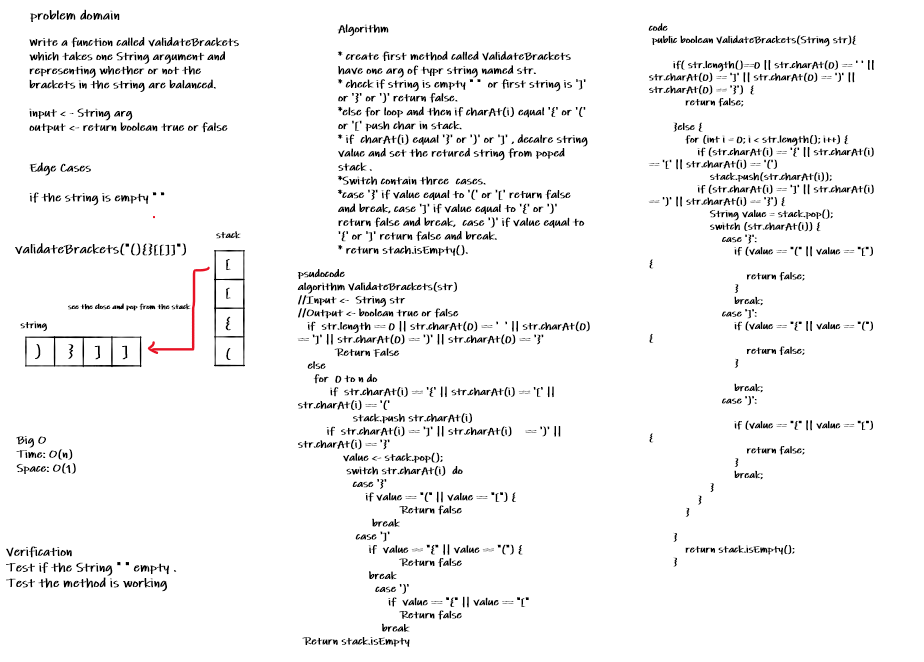 problem domain
Write a function called validateBrackets
which takes one String argument and
representing whether or not the
brackets in the string are balanced.
input <- String arg
output <- return boolean true or false
Edge Cases
if the string is empty " "
validateBrackets("(){}[[]]")
stack
[
[
{
(
see the close and pop from the stack
string
) } ] ]
Big O
Time: O(n)
Space: O(1)
Verification
Test if the String " " empty .
Test the method is working
Algorithm
* create first method called ValidateBrackets
have one arg of typr string named str.
* check if string is empty " " or first string is ']'
or '}' or ')' return false.
*else for loop and then if charAt(i) equal '{' or '('
or '[' push char in stack.
* if charAt(i) equal '}' or ')' or ']' , decalre string
value and set the retured string from poped
stack .
*Switch contain three cases.
*case '}' if value equal to '(' or '[' return false
and break, case ']' if value equal to '{' or ')'
return false and break, case ')' if value equal to
'{' or ']' return false and break.
* return stach.isEmpty().
psudocode
algorithm ValidateBrackets(str)
//Input <- String str
//Output <- boolean true or false
if str.length == 0 || str.charAt(0) == ' ' || str.charAt(0)
== ']' || str.charAt(0) == ')' || str.charAt(0) == '}'
Return False
else
for 0 to n do
if str.charAt(i) == '{' || str.charAt(i) == '[' ||
str.charAt(i) == '('
stack.push str.charAt(i)
if str.charAt(i) == ']' || str.charAt(i) == ')' ||
str.charAt(i) == '}'
value <- stack.pop();
switch str.charAt(i) do
case '}'
if value == "(" || value == "[") {
Return false
break
case ']'
if value == "{" || value == "(") {
Return false
break
case ')'
if value == "{" || value == "["
Return false
break
Return stack.isEmpty
code
public boolean ValidateBrackets(String str){
if( str.length()==0 || str.charAt(0) == ' ' ||
str.charAt(0) == ']' || str.charAt(0) == ')' ||
str.charAt(0) == '}') {
return false;
}else {
for (int i = 0; i < str.length(); i++) {
if (str.charAt(i) == '{' || str.charAt(i)
== '[' || str.charAt(i) == '(')
stack.push(str.charAt(i));
if (str.charAt(i) == ']' || str.charAt(i)
== ')' || str.charAt(i) == '}') {
String value = stack.pop();
switch (str.charAt(i)) {
case '}':
if (value == "(" || value == "[")
{
return false;
}
break;
case ']':
if (value == "{" || value == "(")
{
return false;
}
break;
case ')':
if (value == "{" || value == "[")
{
return false;
}
break;
}
}
}
}
return stack.isEmpty();
}